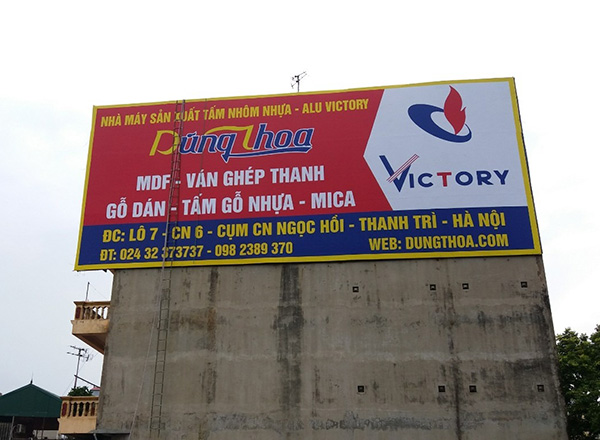 NHÀ MÁY SẢN XUẤT TẤM NHÔM NHỰA - ALU VICTORY
Dũng Thoa
MDF - VÁN GHÉP THANH
GỖ DÁN - TẤM GỖ NHỰA - MICA
VICTORY
ĐC: LÔ 7 - CN 6 - CỤM CN NGỌC HỒI - THANH TRÌ - HÀ NỘI
ĐT: 024 32 373737 - 098 2389 370
WEB: DUNGTHOA.COM